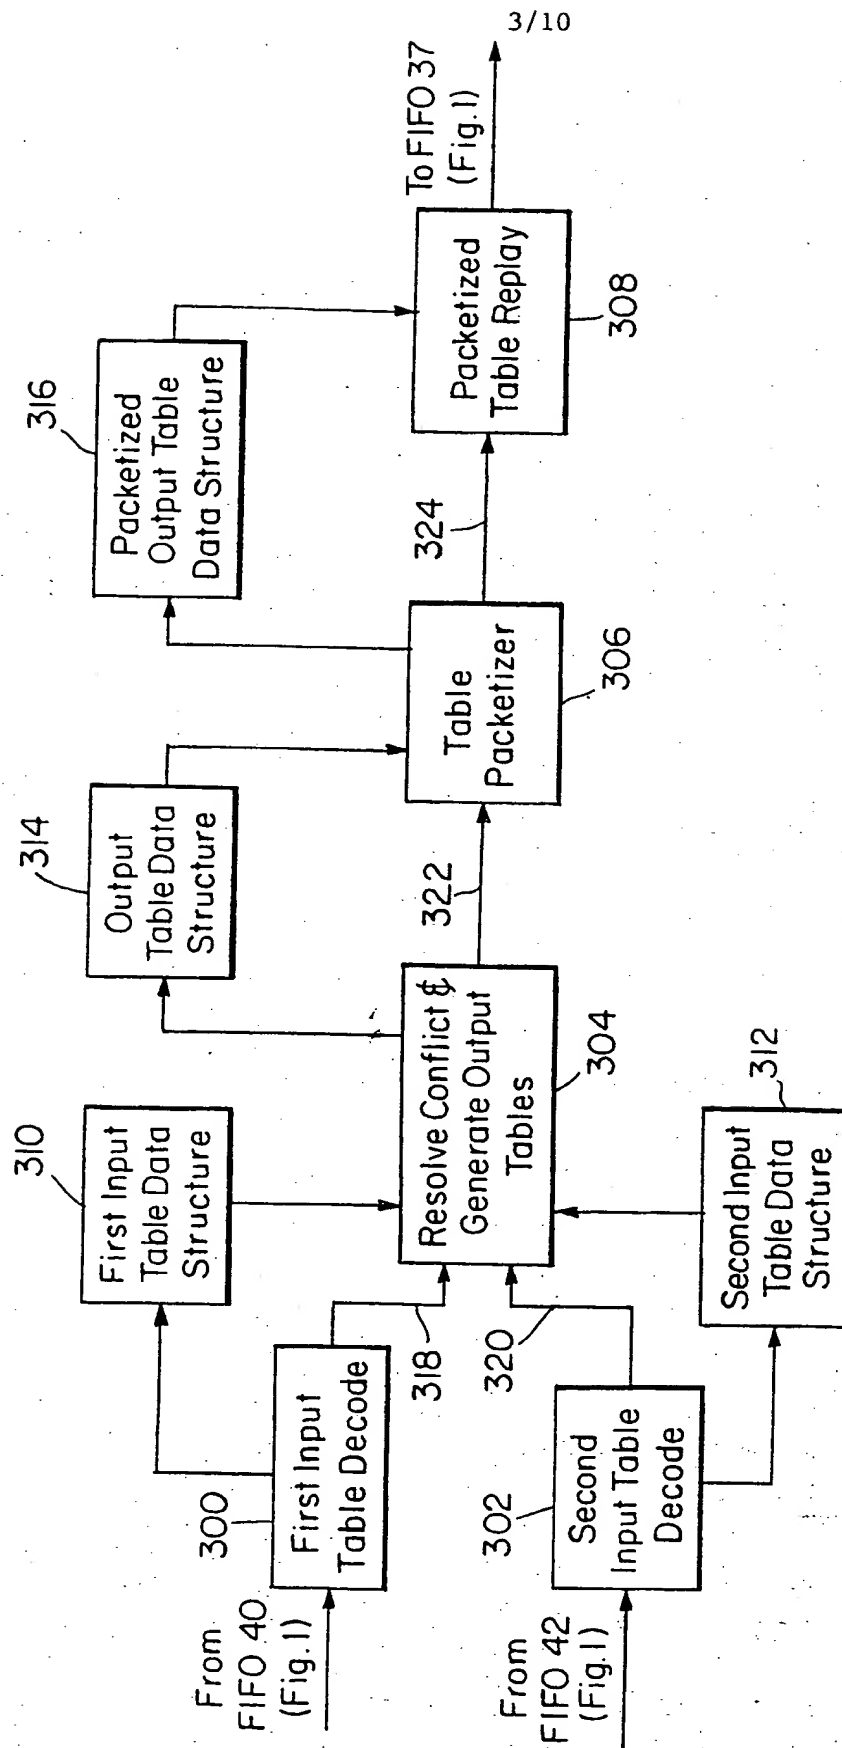 3/10
From
FIFO 40
(Fig. 1)
300
First Input
Table Decode
310
First Input
Table Data
Structure
318
From
FIFO 42
(Fig. 1)
302
Second
Input Table
Decode
320
312
Second Input
Table Data
Structure
Resolve Conflict &
Generate Output
Tables
304
314
Output
Table Data
Structure
322
Table
Packetizer
306
316
Packetized
Output Table
Data Structure
324
Packetized
Table Replay
308
To FIFO 37
(Fig. 1)